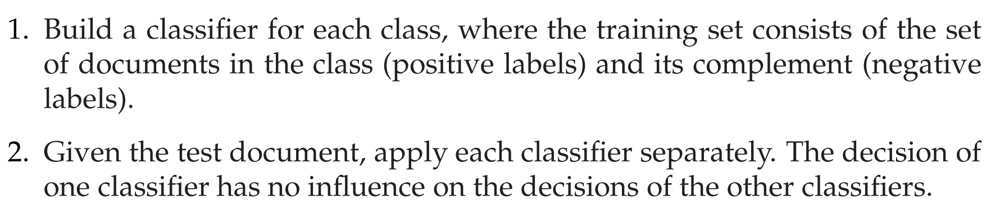 1. Build a classifier for each class, where the training set consists of the set
of documents in the class (positive labels) and its complement (negative
labels).
2. Given the test document, apply each classifier separately. The decision of
one classifier has no influence on the decisions of the other classifiers.